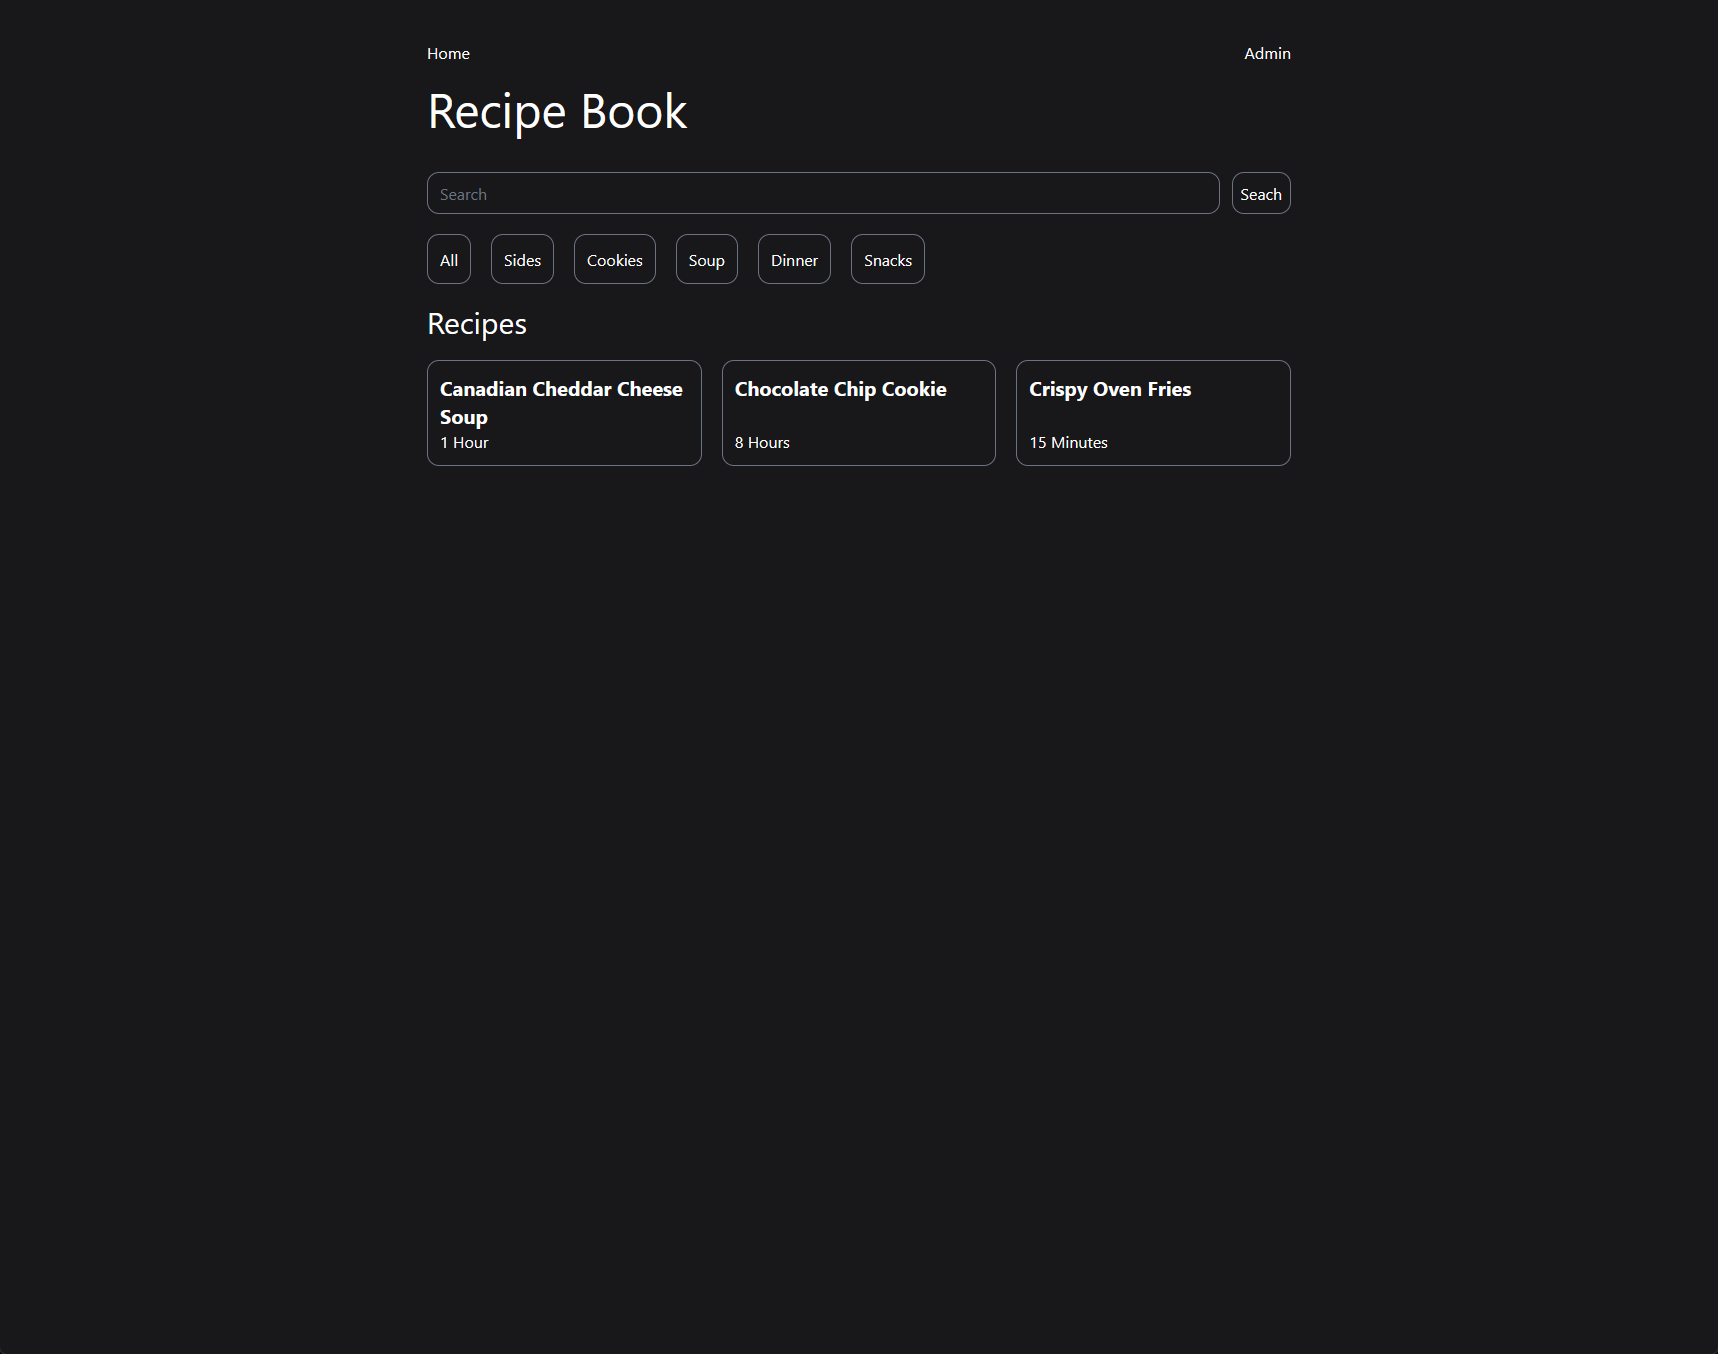 Home Admin
Recipe Book
Search Seach
All Sides Cookies Soup Dinner Snacks
Recipes
Canadian Cheddar Cheese
Soup
1 Hour
Chocolate Chip Cookie
8 Hours
Crispy Oven Fries
15 Minutes